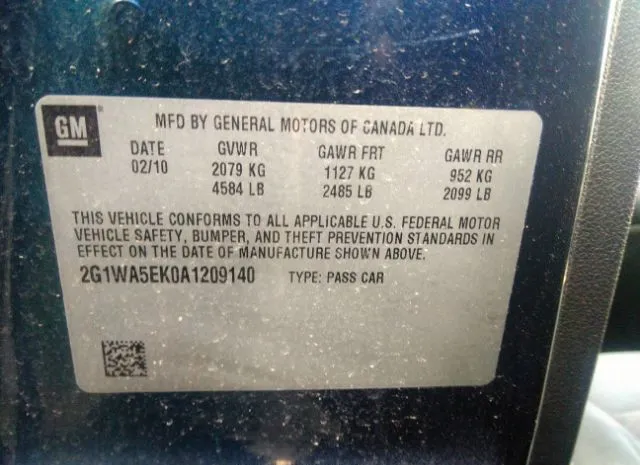 GM
MFD BY GENERAL MOTORS OF CANADA LTD.
DATE GVWR GAWR FRT GAWR RR
02/10 2079 KG 1127 KG 952 KG
4584 LB 2485 LB 2099 LB
THIS VEHICLE CONFORMS TO ALL APPLICABLE U.S. FEDERAL MOTOR
VEHICLE SAFETY, BUMPER, AND THEFT PREVENTION STANDARDS IN
EFFECT ON THE DATE OF MANUFACTURE SHOWN ABOVE.
2G1WA5EK0A1209140 TYPE: PASS CAR